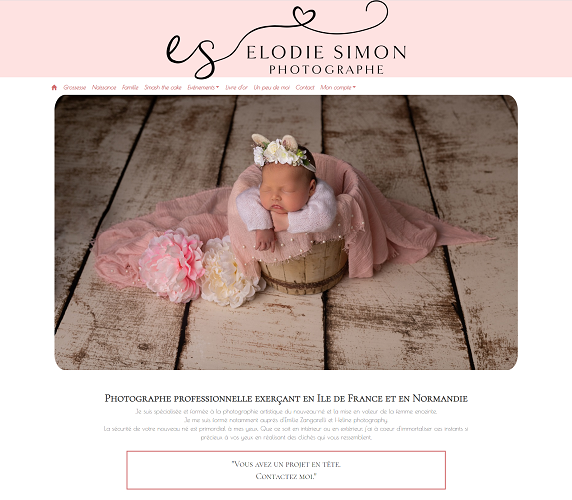 es ELODIE SIMON
PHOTOGRAPHE
Grossesse Naissance Famille Smash the cake Evénements Livre d'or Un peu de moi Contact Mon compte
Photographe professionnelle exerçant en Ile de France et en Normandie
Je suis spécialisée et formée à la photographie artistique du nouveau né et la mise en valeur de la femme enceinte.
Je me suis formé notamment auprès d'Emilie Zangarelli et Hélène photography.
La sécurité de votre nouveau né est primordial à mes yeux. Que ce soit en intérieur ou en extérieur j'ai à coeur d'immortaliser ces instants si
précieux à vos yeux en réalisant des clichés qui vous ressemblent.
"Vous avez un projet en tête.
Contactez moi."